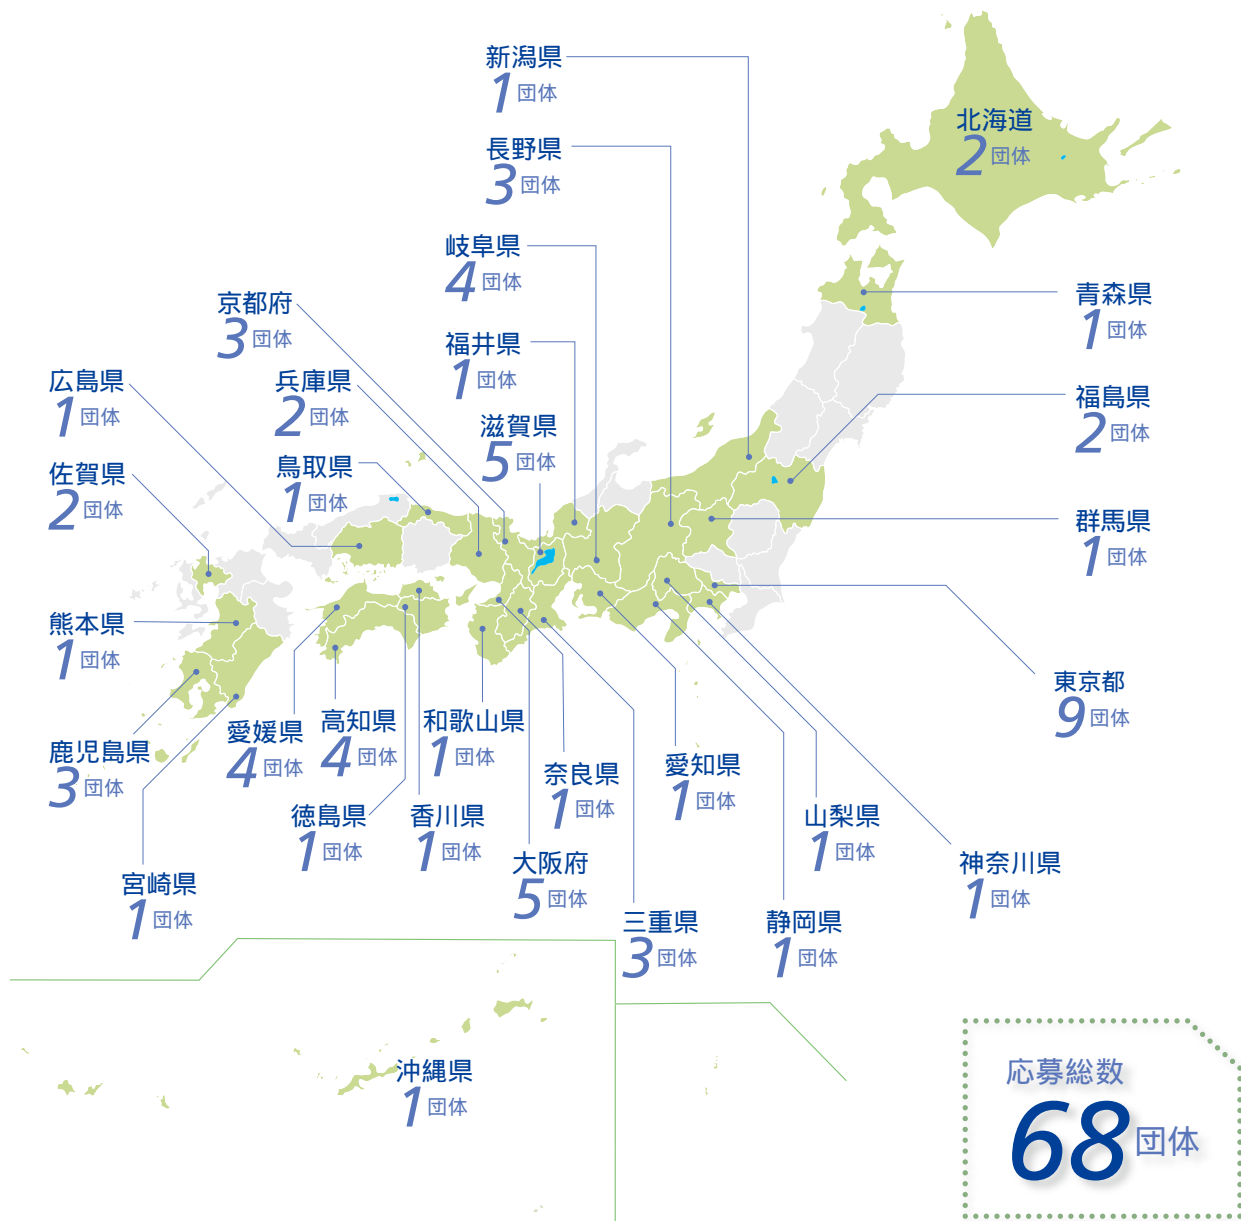 新潟県
1団体
北海道
2団体
長野県
3団体
岐阜県
4団体
青森県
1団体
京都府
3団体
福井県
1団体
広島県
1団体
兵庫県
2団体
福島県
2団体
滋賀県
5団体
佐賀県
2団体
鳥取県
1団体
群馬県
1団体
熊本県
1団体
東京都
9団体
鹿児島県
3団体
愛媛県
4団体
高知県
4団体
和歌山県
1団体
奈良県
1団体
愛知県
1団体
徳島県
1団体
香川県
1団体
山梨県
1団体
大阪府
5団体
神奈川県
1団体
宮崎県
1団体
三重県
3団体
静岡県
1団体
沖縄県
1団体
応募総数
68団体